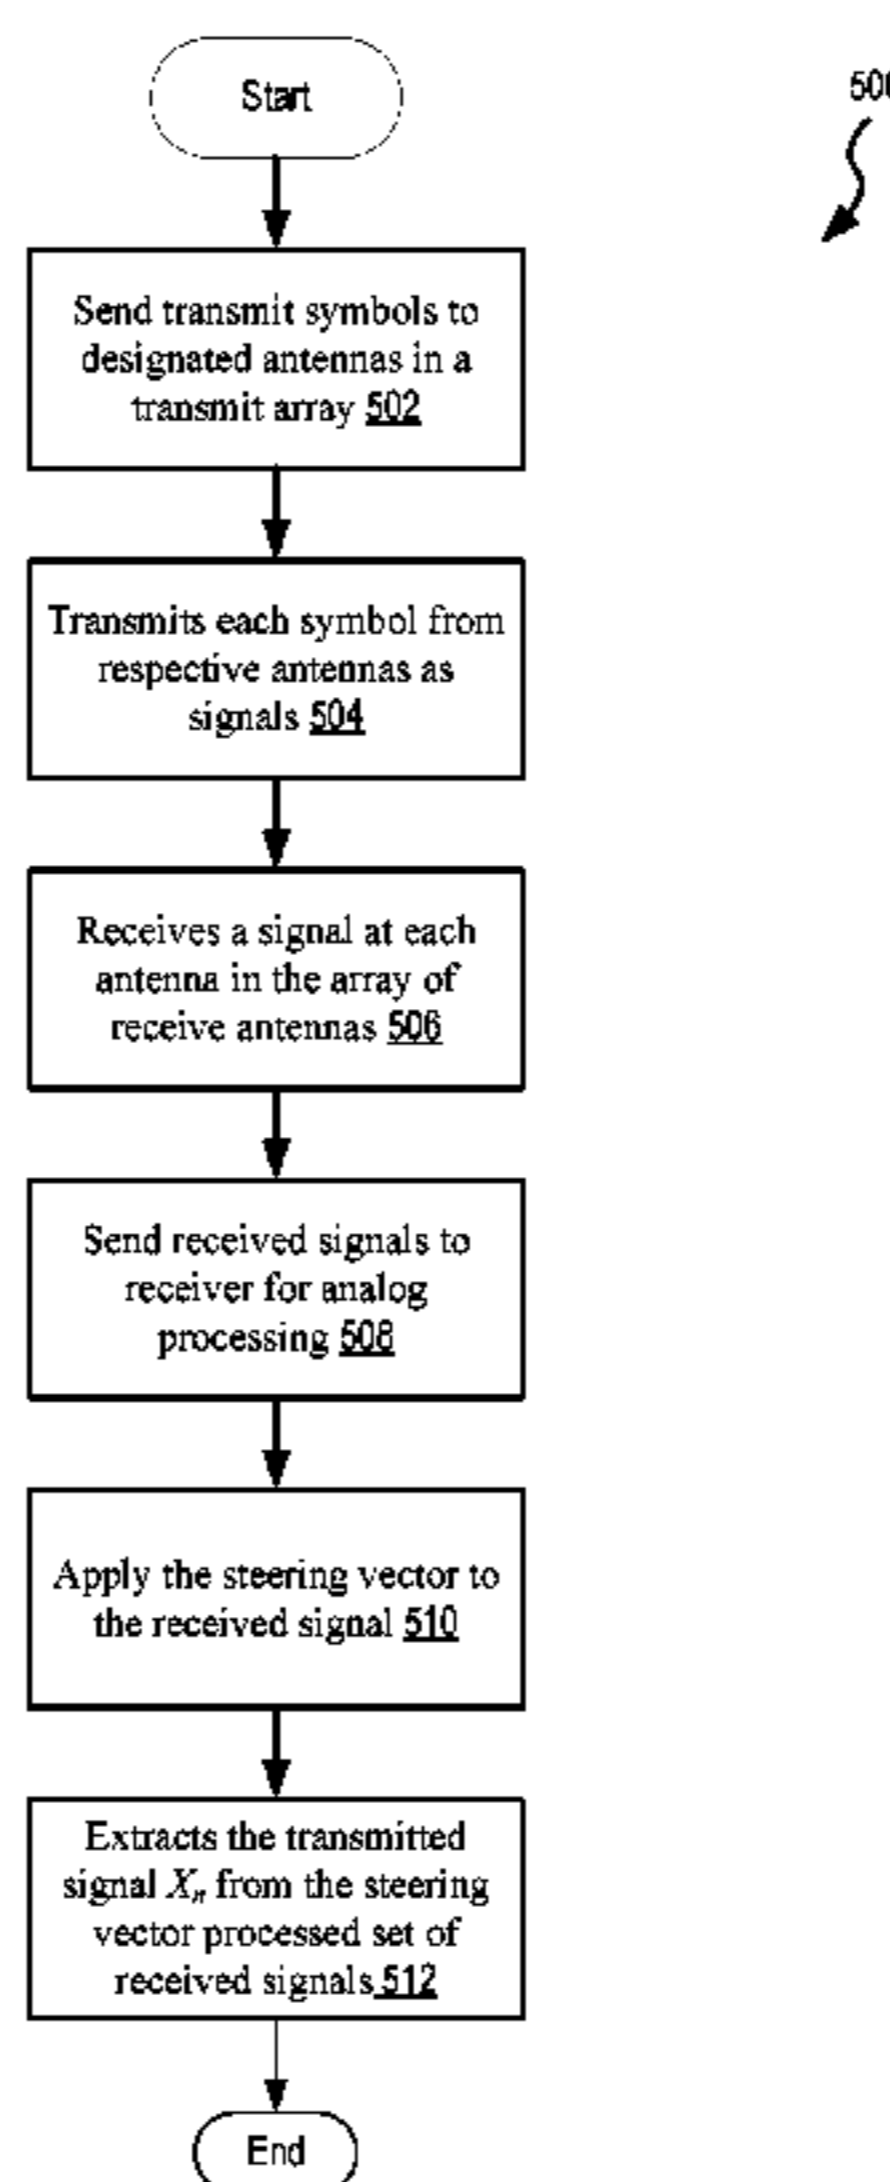 Start
500
Send transmit symbols to
designated antennas in a
transmit array 502
Transmits each symbol from
respective antennas as
signals 504
Receives a signal at each
antenna in the array of
receive antennas 506
Send received signals to
receiver for analog
processing 508
Apply the steering vector to
the received signal 510
Extracts the transmitted
signal Xn from the steering
vector processed set of
received signals 512
End